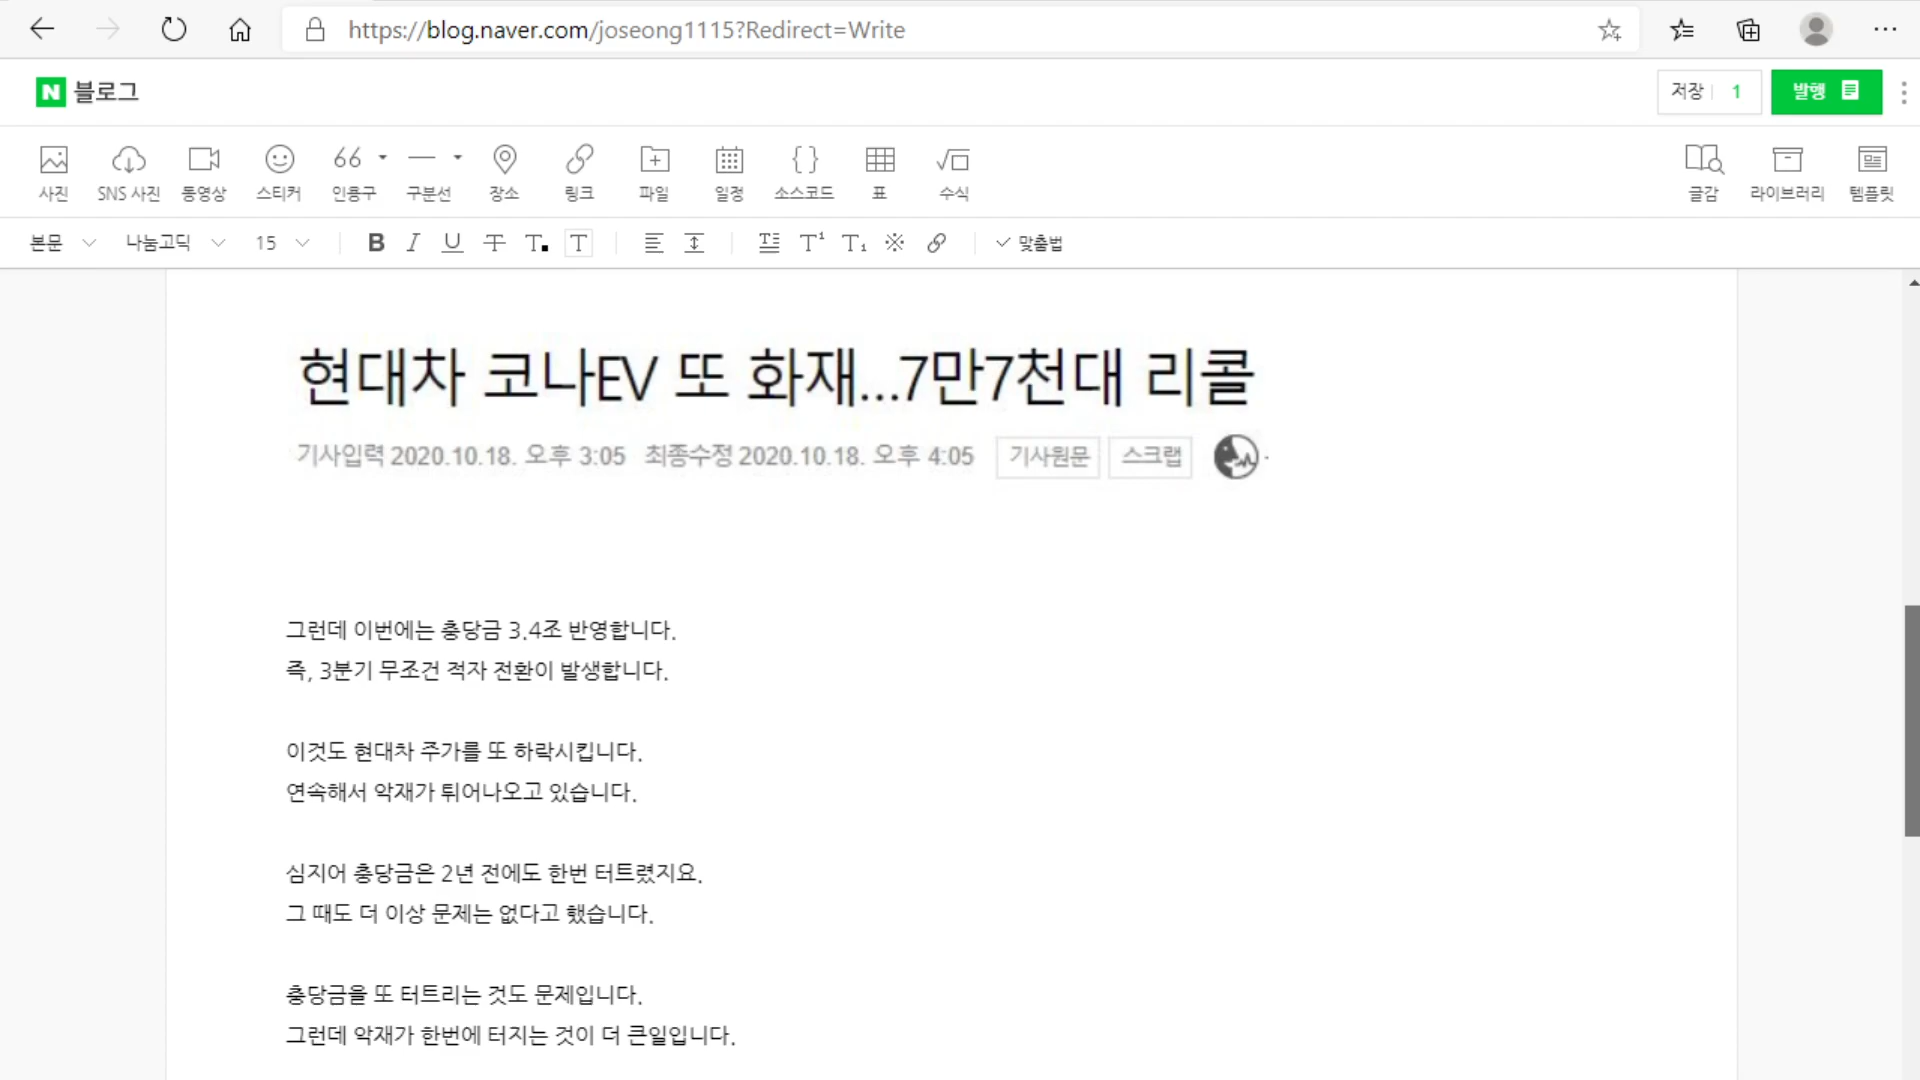 https://blog.naver.com/joseong1115?Redirect=Write
N 블로그
저장 1
발행
사진 SNS 사진 동영상 스티커 66 인용구 구분선 장소 링크 파일 일정 { } 소스코드 표 수식 글감 라이브러리 템플릿
본문 나눔고딕 15 B I U T T. T T¹ T₁ ※ 맞춤법
현대차 코나EV 또 화재...7만7천대 리콜
기사입력 2020.10.18. 오후 3:05 최종수정 2020.10.18. 오후 4:05 기사원문 스크랩
그런데 이번에는 충당금 3.4조 반영합니다.
즉, 3분기 무조건 적자 전환이 발생합니다.
이것도 현대차 주가를 또 하락시킵니다.
연속해서 악재가 튀어나오고 있습니다.
심지어 충당금은 2년 전에도 한번 터트렸지요.
그 때도 더 이상 문제는 없다고 했습니다.
충당금을 또 터트리는 것도 문제입니다.
그런데 악재가 한번에 터지는 것이 더 큰일입니다.